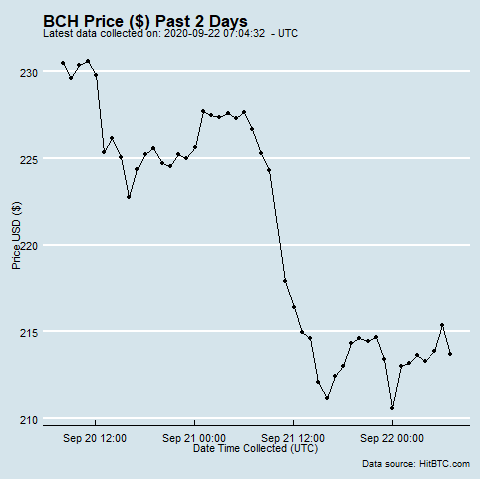 BCH Price ($) Past 2 Days
Latest data collected on: 2020-09-22 07:04:32 - UTC
230
225
220
215
210
Price USD ($)
Sep 20 12:00 Sep 21 00:00 Sep 21 12:00 Sep 22 00:00
Date Time Collected (UTC)
Data source: HitBTC.com